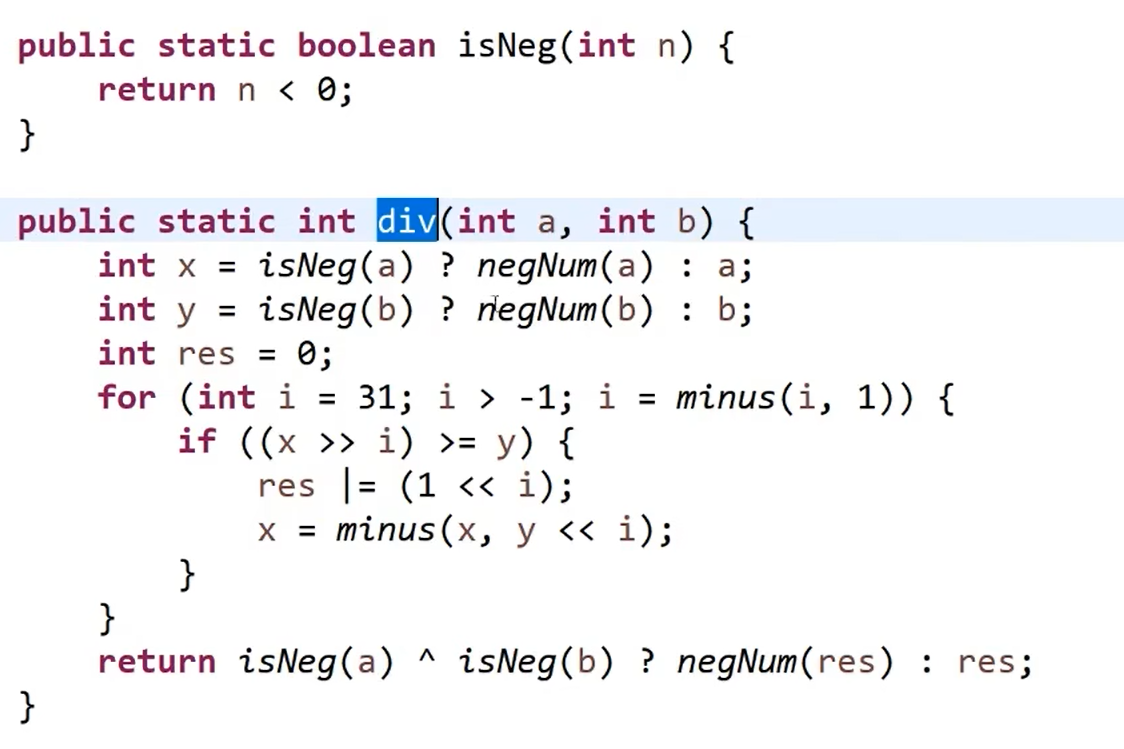 public static boolean isNeg(int n) {
    return n < 0;
}

public static int div(int a, int b) {
    int x = isNeg(a) ? negNum(a) : a;
    int y = isNeg(b) ? negNum(b) : b;
    int res = 0;
    for (int i = 31; i > -1; i = minus(i, 1)) {
        if ((x >> i) >= y) {
            res |= (1 << i);
            x = minus(x, y << i);
        }
    }
    return isNeg(a) ^ isNeg(b) ? negNum(res) : res;
}